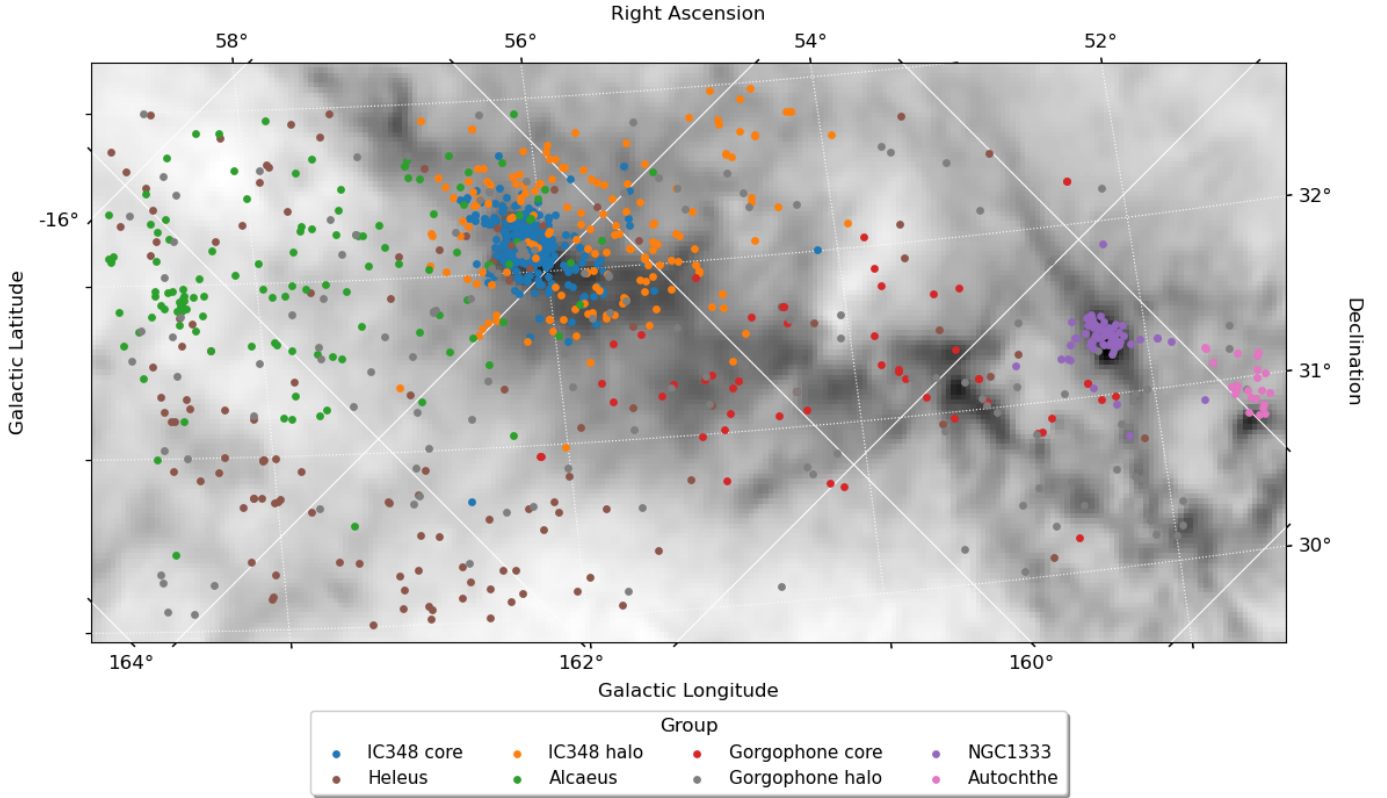 Right Ascension
58° 56° 54° 52°
-16°
32°
31°
30°
Galactic Latitude
Declination
164° 162° 160°
Galactic Longitude
Group
IC348 core IC348 halo Gorgophone core NGC1333
Heleus Alcaeus Gorgophone halo Autochthe